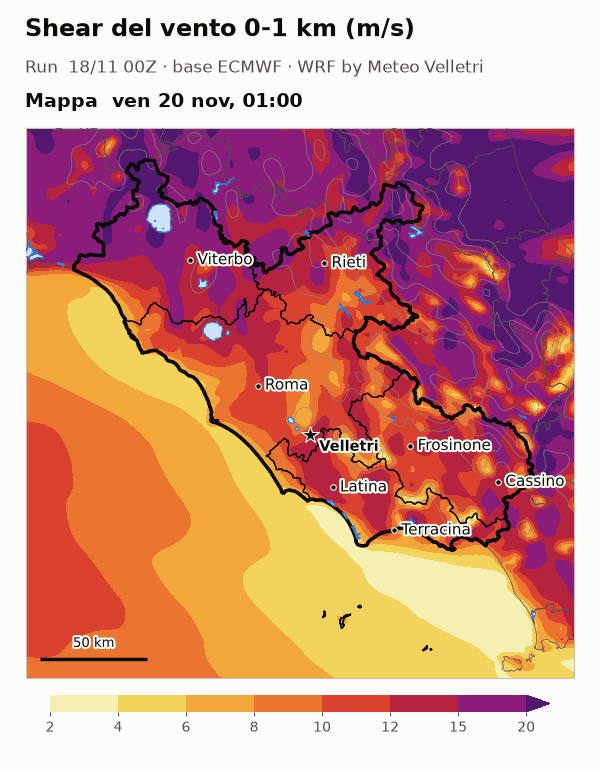 Shear del vento 0-1 km (m/s)
Run  18/11 00Z · base ECMWF · WRF by Meteo Velletri
Mappa  ven 20 nov, 01:00
Viterbo
Rieti
Roma
Velletri
Frosinone
Latina
Cassino
Terracina
50 km
2 4 6 8 10 12 15 20